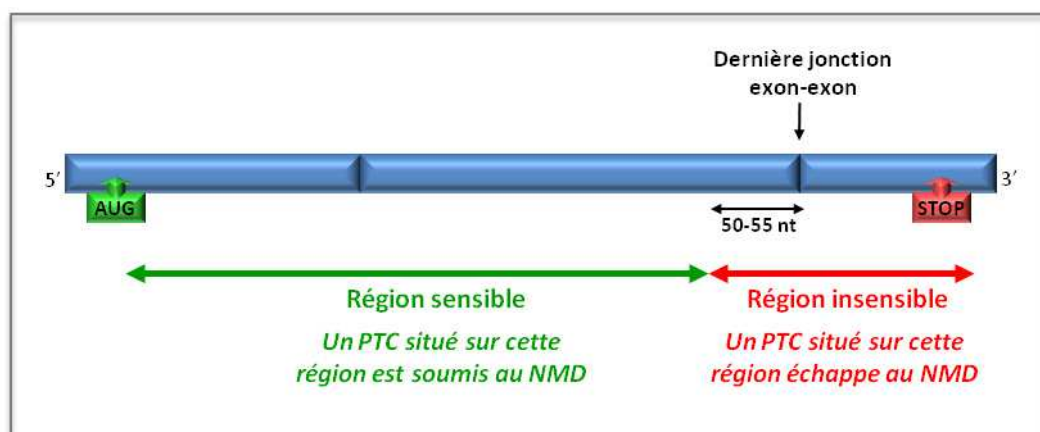 Dernière jonction
exon-exon
5′
3′
AUG
STOP
50-55 nt
Région sensible
Un PTC situé sur cette
région est soumis au NMD
Région insensible
Un PTC situé sur cette
région échappe au NMD